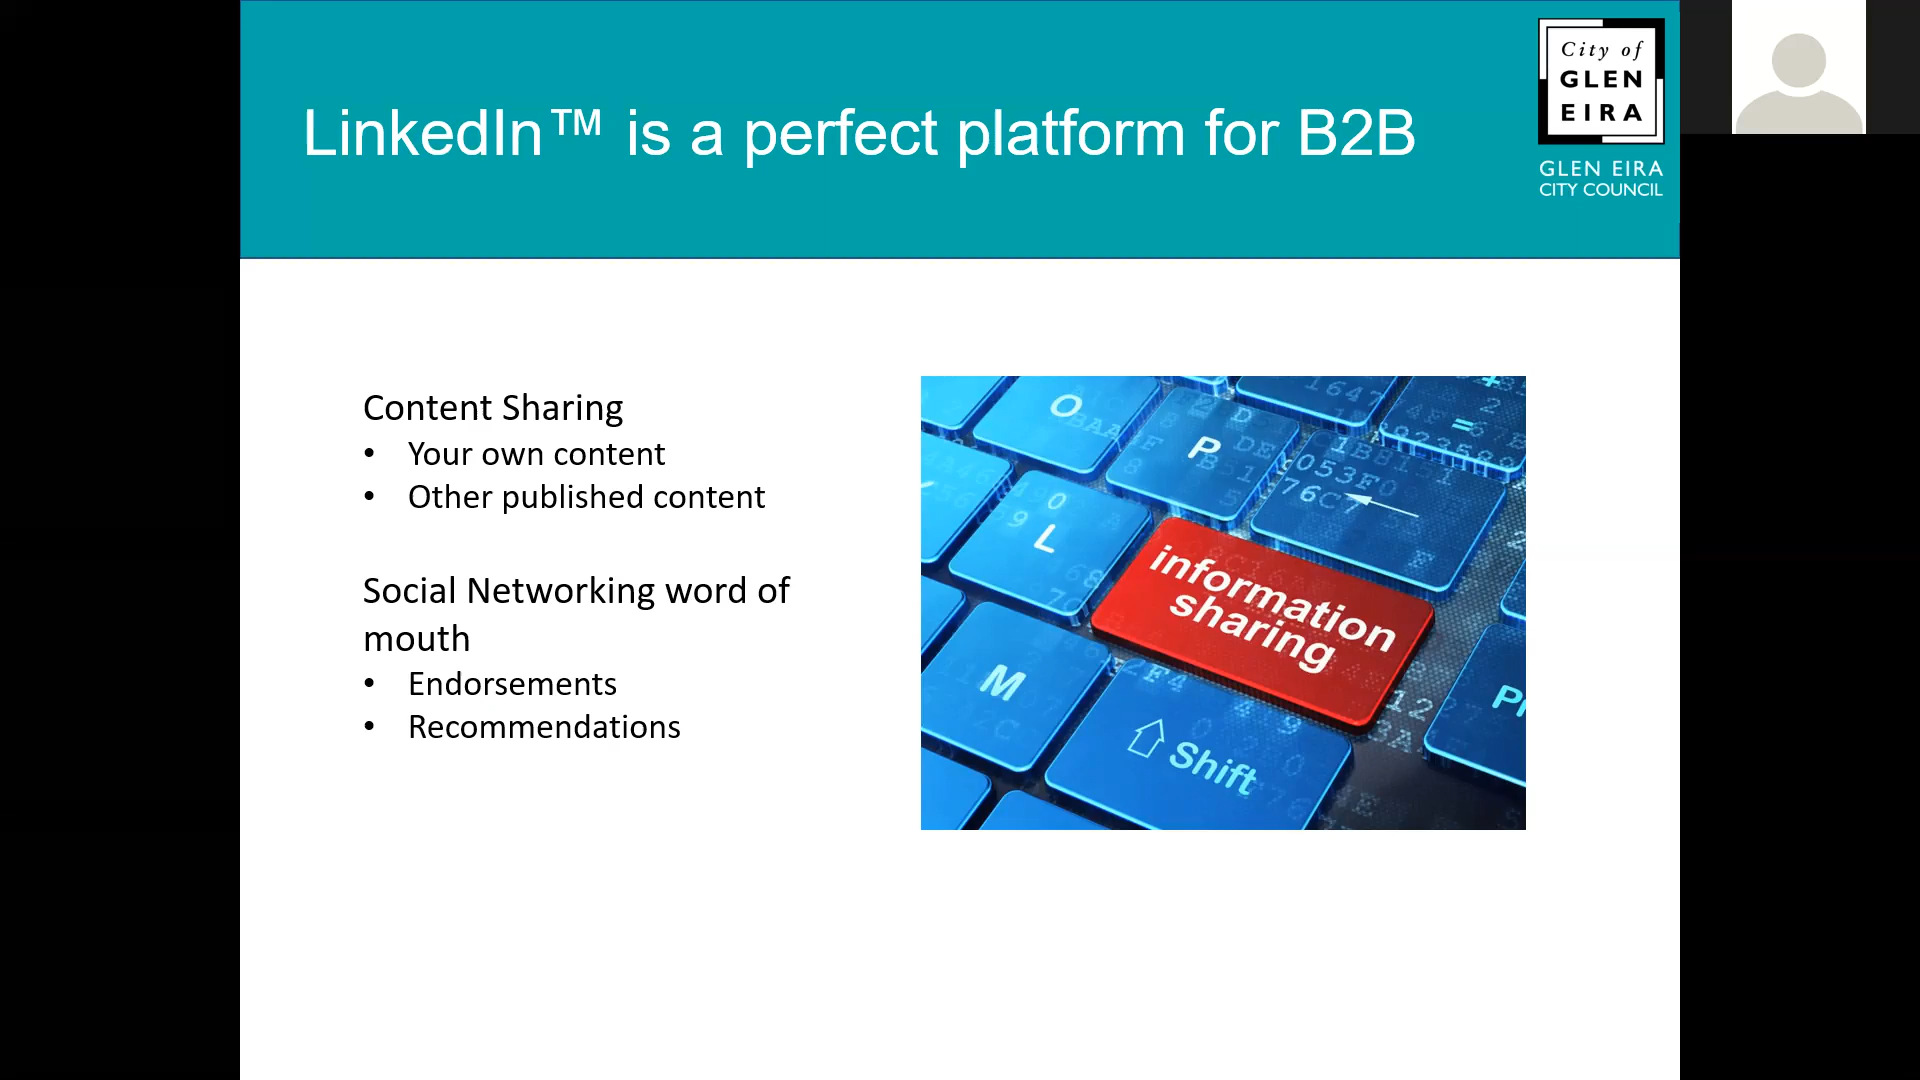 LinkedIn™ is a perfect platform for B2B
City of
GLEN
EIRA
GLEN EIRA
CITY COUNCIL
Content Sharing
• Your own content
• Other published content
Social Networking word of
mouth
• Endorsements
• Recommendations
O
P
L
information
sharing
M
Shift